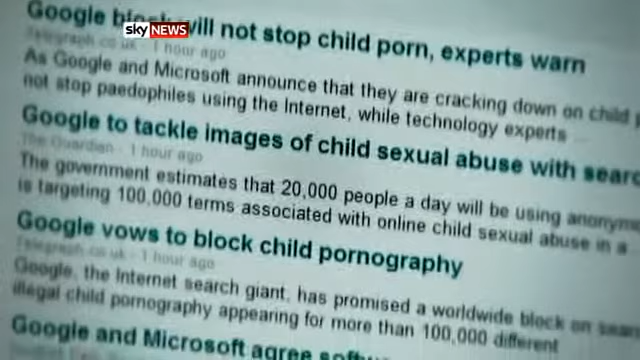 Google block will not stop child porn, experts warn
sky NEWS
Telegraph.co.uk - 1 hour ago
As Google and Microsoft announce that they are cracking down on child
not stop paedophiles using the Internet, while technology experts ...
Google to tackle images of child sexual abuse with
The Guardian - 1 hour ago
The government estimates that 20,000 people a day will be using
is targeting 100,000 terms associated with online child sexual abuse in a
Google vows to block child pornography
Telegraph.co.uk - 1 hour ago
Google, the Internet search giant, has promised a worldwide block on
illegal child pornography appearing for more than 100,000 different
Google and Microsoft agree